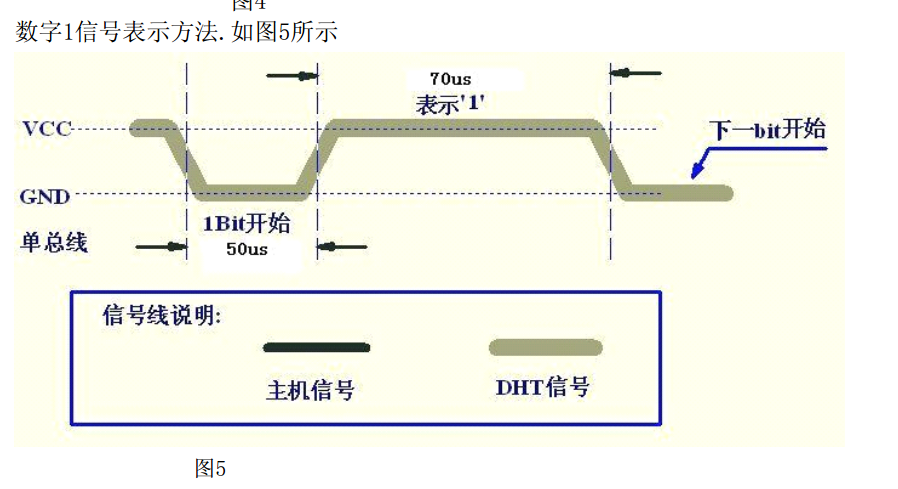 图4
数字1信号表示方法.如图5所示
70us
表示'1'
VCC
下一bit开始
GND
1Bit开始
单总线
50us
信号线说明:
主机信号
DHT信号
图5